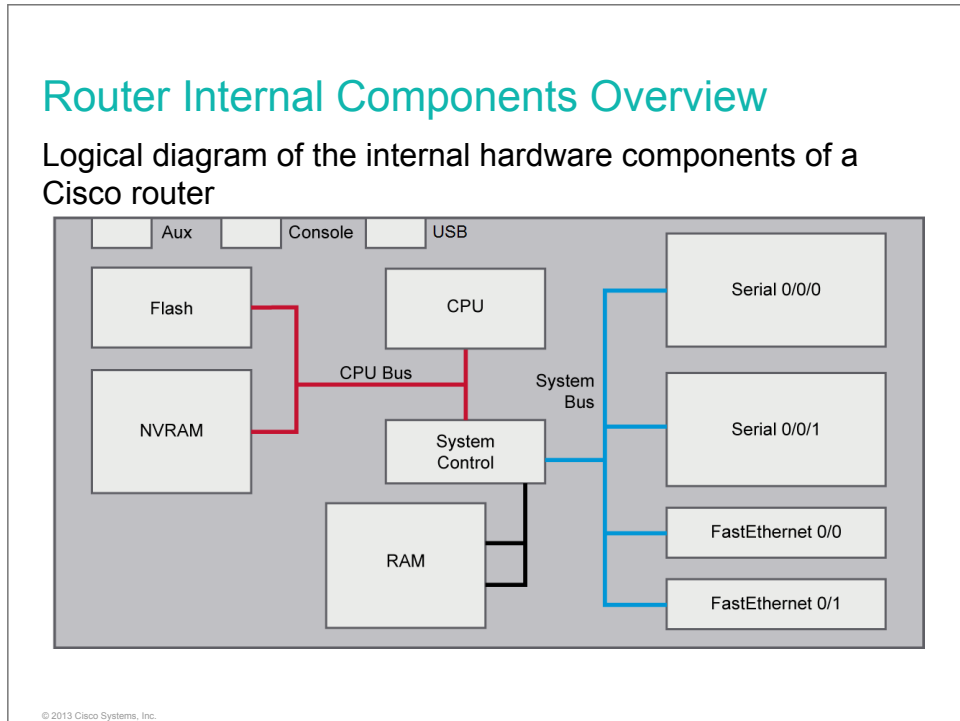 Router Internal Components Overview
Logical diagram of the internal hardware components of a
Cisco router
Aux
Console
USB
Flash
CPU
Serial 0/0/0
CPU Bus
System
Bus
NVRAM
System
Control
Serial 0/0/1
RAM
FastEthernet 0/0
FastEthernet 0/1
© 2013 Cisco Systems, Inc.